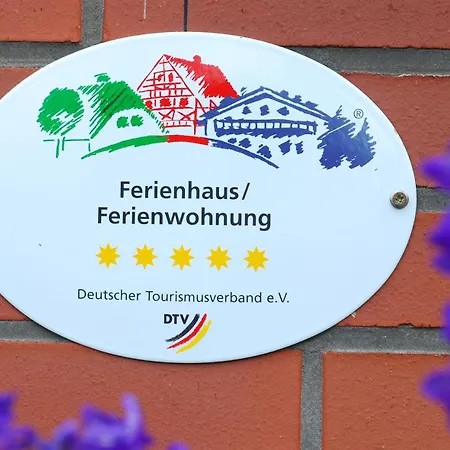 ®
Ferienhaus/
Ferienwohnung
Deutscher Tourismusverband e.V.
DTV